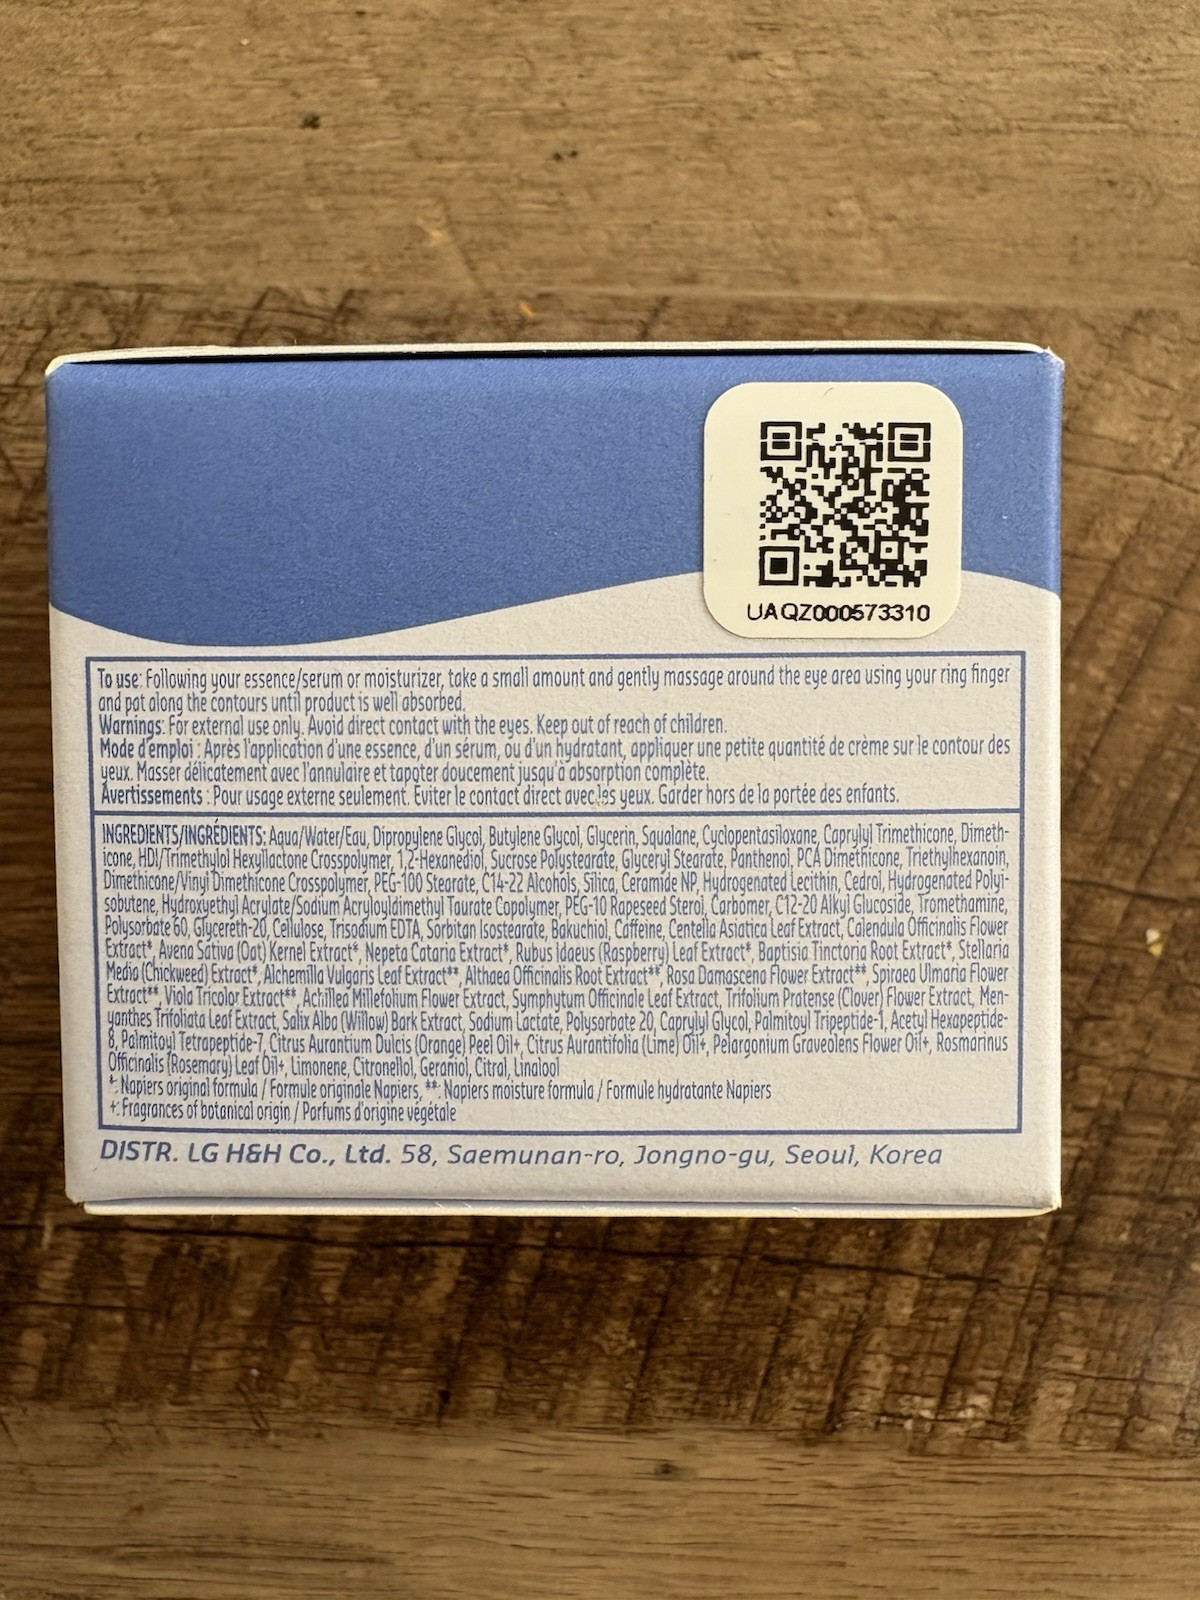 UAQZ000573310
To use: Following your essence/serum or moisturizer, take a small amount and gently massage around the eye area using your ring finger
and pat along the contours until product is well absorbed.
Warnings: For external use only. Avoid direct contact with the eyes. Keep out of reach of children.
Mode d'emploi : Après l'application d'une essence, d'un sérum, ou d'un hydratant, appliquer une petite quantité de crème sur le contour des
yeux. Masser délicatement avec l'annulaire et tapoter doucement jusqu'à absorption complète.
Avertissements : Pour usage externe seulement. Éviter le contact direct avec les yeux. Garder hors de la portée des enfants.
INGREDIENTS/INGRÉDIENTS: Aqua/Water/Eau, Dipropylene Glycol, Butylene Glycol, Glycerin, Squalane, Cyclopentasiloxane, Caprylyl Trimethicone, Dimeth-
icone, HDI/Trimethylol Hexyllactone Crosspolymer, 1,2-Hexanediol, Sucrose Polystearate, Glyceryl Stearate, Panthenol, PCA Dimethicone, Triethylhexanoin,
Dimethicone/Vinyl Dimethicone Crosspolymer, PEG-100 Stearate, C14-22 Alcohols, Silica, Ceramide NP, Hydrogenated Lecithin, Cedrol, Hydrogenated Polyi-
sobutene, Hydroxyethyl Acrylate/Sodium Acryloyldimethyl Taurate Copolymer, PEG-10 Rapeseed Sterol, Carbomer, C12-20 Alkyl Glucoside, Tromethamine,
Polysorbate 60, Glycereth-20, Cellulose, Trisodium EDTA, Sorbitan Isostearate, Bakuchiol, Caffeine, Centella Asiatica Leaf Extract, Calendula Officinalis Flower
Extract*, Avena Sativa (Oat) Kernel Extract*, Nepeta Cataria Extract*, Rubus Idaeus (Raspberry) Leaf Extract*, Baptisia Tinctoria Root Extract*, Stellaria
Media (Chickweed) Extract*, Alchemilla Vulgaris Leaf Extract**, Althaea Officinalis Root Extract**, Rosa Damascena Flower Extract**, Spiraea Ulmaria Flower
Extract**, Viola Tricolor Extract**, Achillea Millefolium Flower Extract, Symphytum Officinale Leaf Extract, Trifolium Pratense (Clover) Flower Extract, Men-
yanthes Trifoliata Leaf Extract, Salix Alba (Willow) Bark Extract, Sodium Lactate, Polysorbate 20, Caprylyl Glycol, Palmitoyl Tripeptide-1, Acetyl Hexapeptide-
8, Palmitoyl Tetrapeptide-7, Citrus Aurantium Dulcis (Orange) Peel Oil+, Citrus Aurantifolia (Lime) Oil+, Pelargonium Graveolens Flower Oil+, Rosmarinus
Officinalis (Rosemary) Leaf Oil+, Limonene, Citronellol, Geraniol, Citral, Linalool
*: Napiers original formula / Formule originale Napiers, **: Napiers moisture formula / Formule hydratante Napiers
+: Fragrances of botanical origin / Parfums d'origine végétale
DISTR. LG H&H Co., Ltd. 58, Saemunan-ro, Jongno-gu, Seoul, Korea